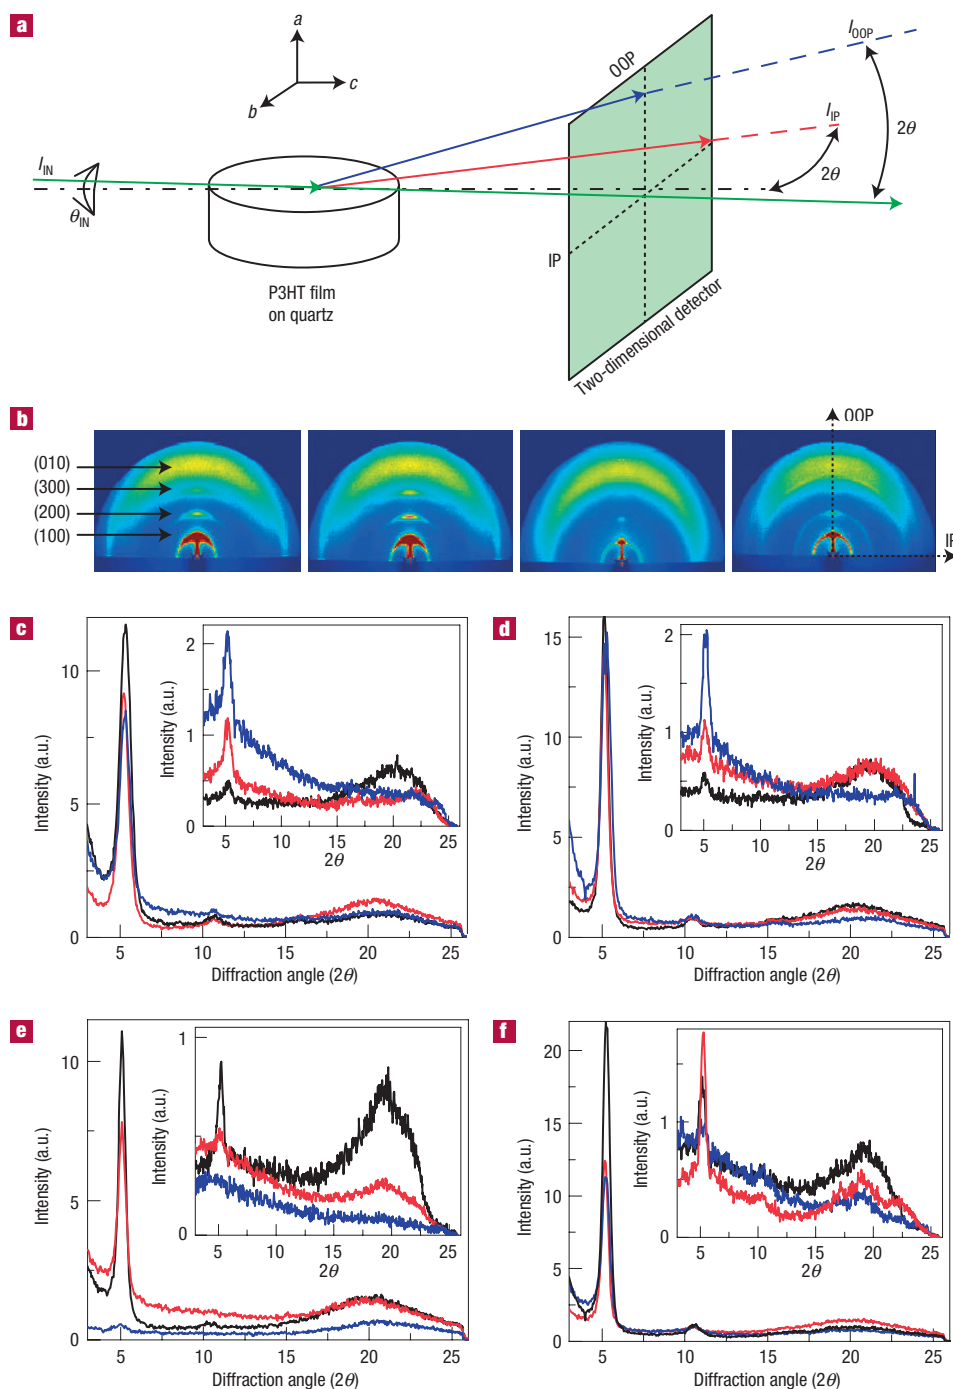 a
a
c
b
I_IN
θ_IN
P3HT film
on quartz
OOP
IP
Two-dimensional detector
I_OOP
I_IP
2θ
2θ
b
(010)
(300)
(200)
(100)
OOP
IP
c
Intensity (a.u.)
10
5
0
5 10 15 20 25
Diffraction angle (2θ)
Intensity (a.u.)
2
1
0
5 10 15 20 25
2θ
d
Intensity (a.u.)
15
10
5
0
5 10 15 20 25
Diffraction angle (2θ)
Intensity (a.u.)
2
1
0
5 10 15 20 25
2θ
e
Intensity (a.u.)
10
5
0
5 10 15 20 25
Diffraction angle (2θ)
Intensity (a.u.)
1
0
5 10 15 20 25
2θ
f
Intensity (a.u.)
20
15
10
5
0
5 10 15 20 25
Diffraction angle (2θ)
Intensity (a.u.)
1
0
5 10 15 20 25
2θ